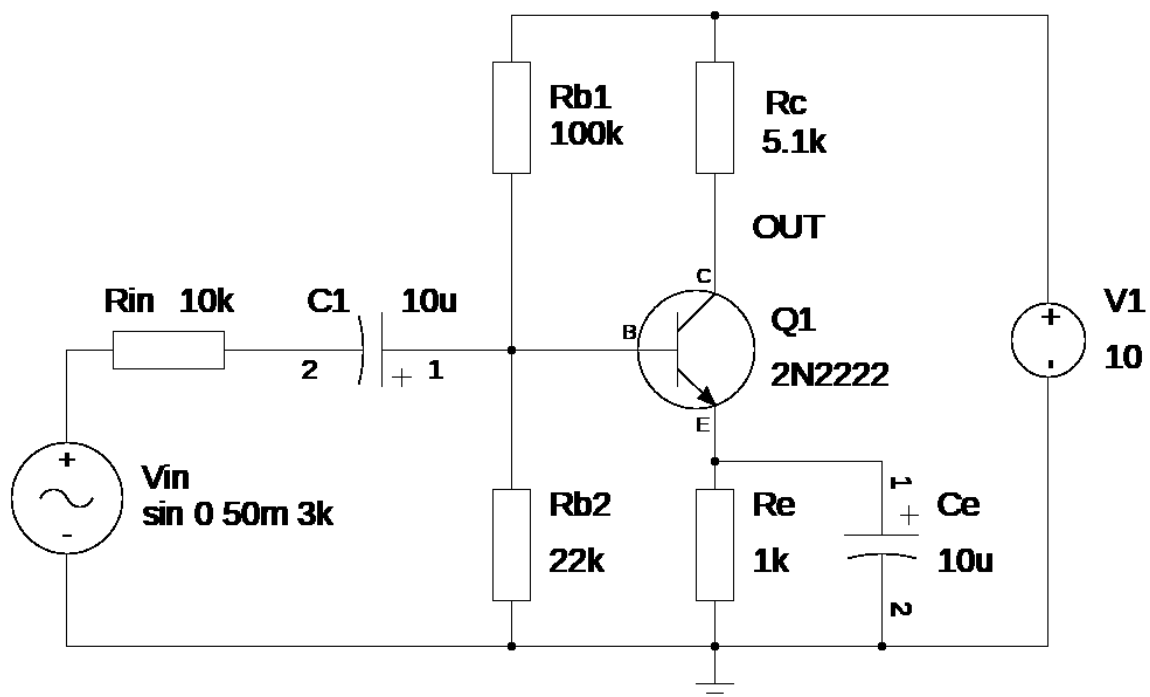 Rb1
100k
Rc
5.1k
OUT
C
Rin 10k
C1
10u
V1
+
10
-
B
Q1
2N2222
2
+ 1
E
+
Vin
sin 0 50m 3k
-
Rb2
22k
Re
1k
1
+
Ce
10u
2